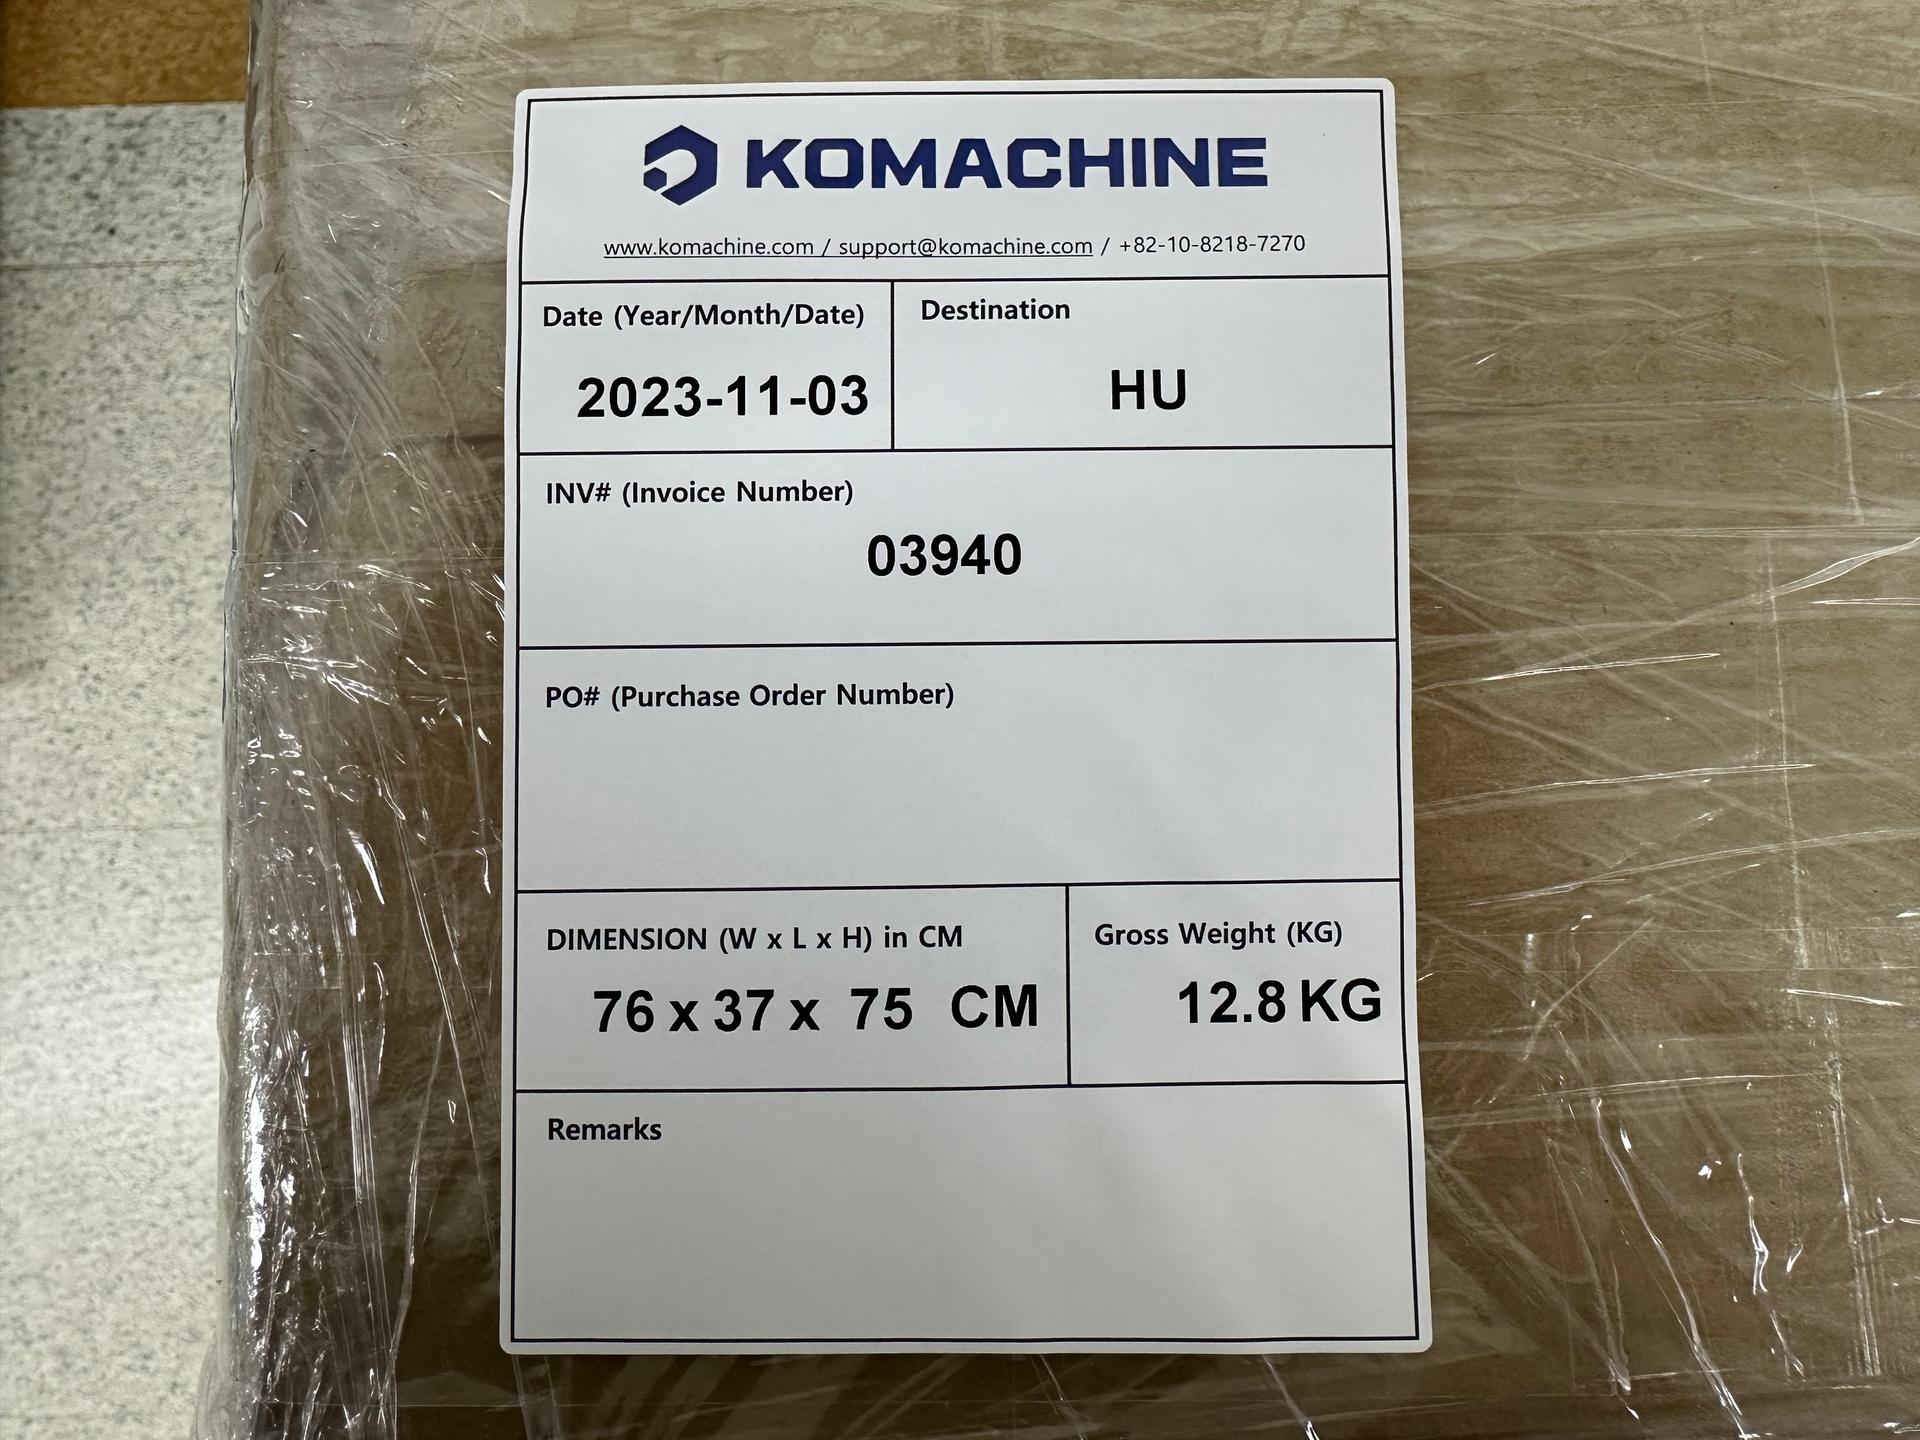 KOMACHINE
www.komachine.com / support@komachine.com / +82-10-8218-7270
Date (Year/Month/Date)
2023-11-03
Destination
HU
INV# (Invoice Number)
03940
PO# (Purchase Order Number)
DIMENSION (W x L x H) in CM
76 x 37 x 75 CM
Gross Weight (KG)
12.8 KG
Remarks